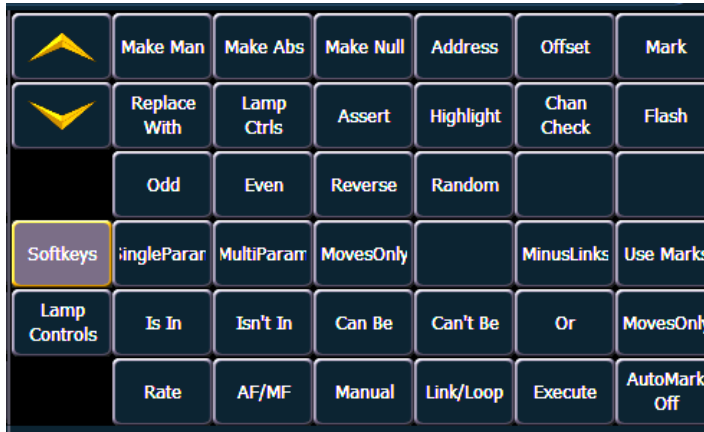 Make Man
Make Abs
Make Null
Address
Offset
Mark
Replace
With
Lamp
Ctrls
Assert
Highlight
Chan
Check
Flash
Odd
Even
Reverse
Random
Softkeys
SingleParam
MultiParam
MovesOnly
MinusLinks
Use Marks
Lamp
Controls
Is In
Isn't In
Can Be
Can't Be
Or
MovesOnly
Rate
AF/MF
Manual
Link/Loop
Execute
AutoMark
Off